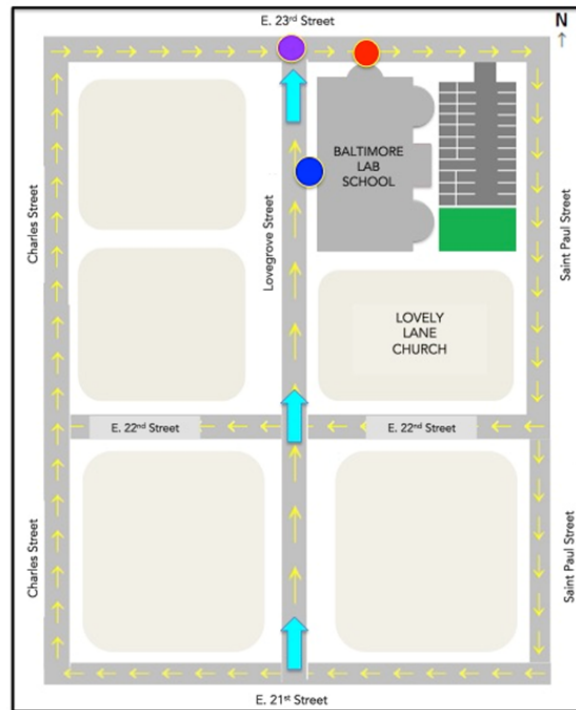 E. 23rd Street
N
BALTIMORE
LAB
SCHOOL
Charles Street
Lovegrove Street
Saint Paul Street
LOVELY
LANE
CHURCH
E. 22nd Street
E. 22nd Street
Charles Street
Saint Paul Street
E. 21st Street